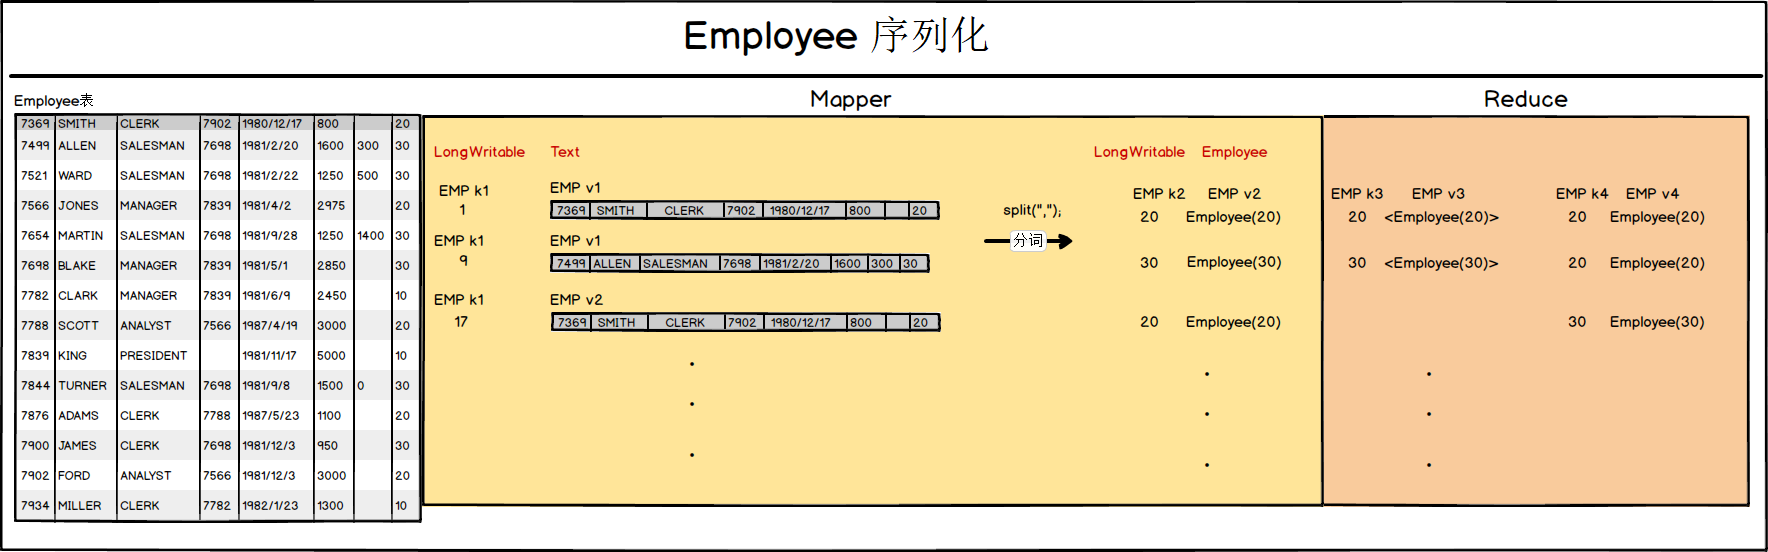 Employee 序列化
Employee表
Mapper
Reduce
7369 SMITH CLERK 7902 1980/12/17 800 20
7499 ALLEN SALESMAN 7698 1981/2/20 1600 300 30
7521 WARD SALESMAN 7698 1981/2/22 1250 500 30
7566 JONES MANAGER 7839 1981/4/2 2975 20
7654 MARTIN SALESMAN 7698 1981/9/28 1250 1400 30
7698 BLAKE MANAGER 7839 1981/5/1 2850 30
7782 CLARK MANAGER 7839 1981/6/9 2450 10
7788 SCOTT ANALYST 7566 1987/4/19 3000 20
7839 KING PRESIDENT 1981/11/17 5000 10
7844 TURNER SALESMAN 7698 1981/9/8 1500 0 30
7876 ADAMS CLERK 7788 1987/5/23 1100 20
7900 JAMES CLERK 7698 1981/12/3 950 30
7902 FORD ANALYST 7566 1981/12/3 3000 20
7934 MILLER CLERK 7782 1982/1/23 1300 10
LongWritable Text
EMP k1 EMP v1
1 7369 SMITH CLERK 7902 1980/12/17 800 20
EMP k1 EMP v1
9 7499 ALLEN SALESMAN 7698 1981/2/20 1600 300 30
EMP k1 EMP v2
17 7369 SMITH CLERK 7902 1980/12/17 800 20
split(",");
分词
LongWritable Employee
EMP k2 EMP v2
20 Employee(20)
30 Employee(30)
20 Employee(20)
EMP k3 EMP v3
20 <Employee(20)>
30 <Employee(30)>
EMP k4 EMP v4
20 Employee(20)
20 Employee(20)
30 Employee(30)